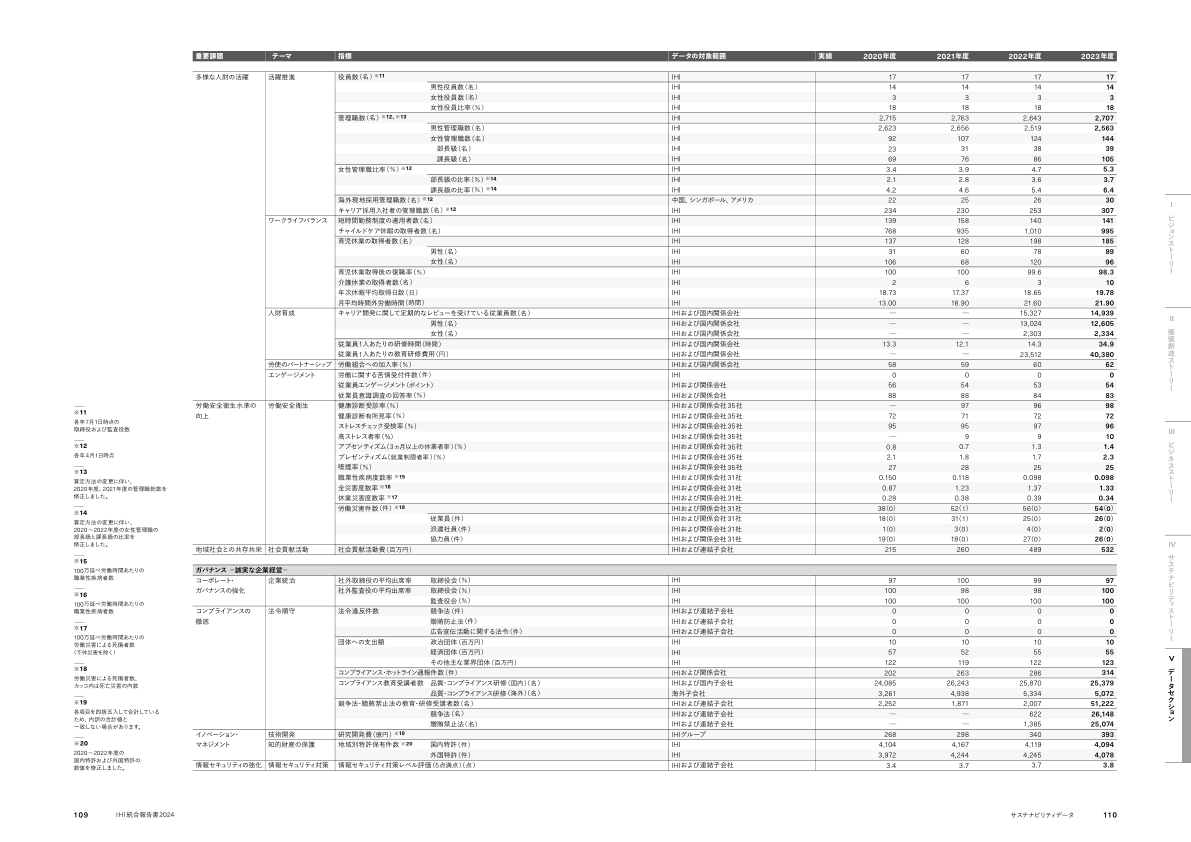 重要課題 テーマ 指標 データの対象範囲 実績 2020年度 2021年度 2022年度 2023年度
多様な人財の活躍 活躍推進 役員数(名)※11 IHI 17 17 17 17
男性役員数(名) IHI 14 14 14 14
女性役員数(名) IHI 3 3 3 3
女性役員比率(%) IHI 18 18 18 18
管理職数(名)※12, ※13 IHI 2,715 2,763 2,643 2,707
男性管理職数(名) IHI 2,623 2,656 2,519 2,563
女性管理職数(名) IHI 92 107 124 144
部長級(名) IHI 23 31 38 39
課長級(名) IHI 69 76 86 105
女性管理職比率(%)※12 IHI 3.4 3.9 4.7 5.3
部長級の比率(%)※14 IHI 2.1 2.8 3.6 3.7
課長級の比率(%)※14 IHI 4.2 4.6 5.4 6.4
海外現地採用管理職数(名)※12 中国, シンガポール, アメリカ 22 25 26 30
キャリア採用入社者の管理職数(名)※12 IHI 234 230 253 307
ワークライフバランス 短時間勤務制度の適用者数(名) IHI 139 158 140 141
チャイルドケア休暇の取得者数(名) IHI 768 935 1,010 995
育児休業の取得者数(名) IHI 137 128 198 185
男性(名) IHI 31 60 78 89
女性(名) IHI 106 68 120 96
育児休業取得後の復職率(%) IHI 100 100 99.6 98.3
介護休業の取得者数(名) IHI 2 6 3 10
年次休暇平均取得日数(日) IHI 18.73 17.37 18.65 19.78
月平均時間外労働時間(時間) IHI 13.00 18.90 21.60 21.90
人財育成 キャリア開発に関して定期的なレビューを受けている従業員数(名) IHIおよび国内関係会社 — — 15,327 14,939
男性(名) IHIおよび国内関係会社 — — 13,024 12,605
女性(名) IHIおよび国内関係会社 — — 2,303 2,334
従業員1人あたりの研修時間(時間) IHIおよび国内関係会社 13.3 12.1 14.3 34.9
従業員1人あたりの教育研修費用(円) IHIおよび国内関係会社 — — 23,512 40,380
労使のパートナーシップ 労働組合への加入率(%) IHIおよび国内関係会社 58 59 60 62
エンゲージメント 労働に関する苦情受付件数(件) IHI 0 0 0 0
従業員エンゲージメント(ポイント) IHIおよび関係会社 56 54 53 54
従業員意識調査の回答率(%) IHIおよび関係会社 88 88 84 83
労働安全衛生水準の 労働安全衛生 健康診断受診率(%) IHIおよび関係会社35社 — 97 96 98
向上 健康診断有所見率(%) IHIおよび関係会社35社 72 71 72 72
ストレスチェック受検率(%) IHIおよび関係会社35社 95 95 97 96
高ストレス者率(%) IHIおよび関係会社35社 — 9 9 10
アブセンティズム(3ヵ月以上の休業者率)(%) IHIおよび関係会社35社 0.8 0.7 1.3 1.4
プレゼンティズム(就業制限者率)(%) IHIおよび関係会社35社 2.1 1.8 1.7 2.3
喫煙率(%) IHIおよび関係会社35社 27 28 25 25
職業性疾病度数率※15 IHIおよび関係会社31社 0.150 0.118 0.098 0.098
全災害度数率※16 IHIおよび関係会社31社 0.87 1.23 1.37 1.33
休業災害度数率※17 IHIおよび関係会社31社 0.28 0.38 0.39 0.34
労働災害件数(件)※18 IHIおよび関係会社31社 38(0) 52(1) 56(0) 54(0)
従業員(件) IHIおよび関係会社31社 18(0) 31(1) 25(0) 26(0)
派遣社員(件) IHIおよび関係会社31社 1(0) 3(0) 4(0) 2(0)
協力員(件) IHIおよび関係会社31社 19(0) 18(0) 27(0) 26(0)
地域社会との共存共栄 社会貢献活動 社会貢献活動費(百万円) IHIおよび連結子会社 215 260 489 532
ガバナンス −誠実な企業経営−
コーポレート・ 企業統治 社外取締役の平均出席率 取締役会(%) IHI 97 100 99 97
ガバナンスの強化 社外監査役の平均出席率 取締役会(%) IHI 100 98 98 100
監査役会(%) IHI 100 100 100 100
コンプライアンスの 法令順守 法令違反件数 競争法(件) IHIおよび連結子会社 0 0 0 0
徹底 贈賄防止法(件) IHIおよび連結子会社 0 0 0 0
広告宣伝活動に関する法令(件) IHIおよび連結子会社 0 0 0 0
団体への支出額 政治団体(百万円) IHI 10 10 10 10
経済団体(百万円) IHI 57 52 55 55
その他主な業界団体(百万円) IHI 122 119 122 123
コンプライアンス・ホットライン通報件数(件) IHIおよび関係会社 202 263 286 314
コンプライアンス教育受講者数 品質・コンプライアンス研修(国内)(名) IHIおよび国内子会社 24,085 26,243 25,870 25,379
品質・コンプライアンス研修(海外)(名) 海外子会社 3,261 4,938 5,334 5,072
競争法・贈賄禁止法の教育・研修受講者数(名) IHIおよび関係会社 2,252 1,871 2,007 51,222
競争法(名) IHIおよび関係会社 — — 622 26,148
贈賄禁止法(名) IHIおよび関係会社 — — 1,385 25,074
イノベーション・ 技術開発 研究開発費(億円)※19 IHIグループ 268 298 340 393
マネジメント 知的財産の保護 地域別特許保有件数※20 国内特許(件) IHI 4,104 4,167 4,119 4,094
外国特許(件) IHI 3,972 4,244 4,245 4,078
情報セキュリティの強化 情報セキュリティ対策 情報セキュリティ対策レベル評価(5点満点)(点) IHIおよび連結子会社 3.4 3.7 3.7 3.8
※11
各年7月1日時点の
取締役および監査役数
※12
各年4月1日時点
※13
算定方法の変更に伴い、
2020年度、2021年度の管理職総数を
修正しました。
※14
算定方法の変更に伴い、
2020～2022年度の女性管理職の
部長級と課長級の比率を
修正しました。
※15
100万延べ労働時間あたりの
職業性疾病者数
※16
100万延べ労働時間あたりの
職業性疾病者数
※17
100万延べ労働時間あたりの
労働災害による死傷者数
(不休災害を除く)
※18
労働災害による死傷者数。
カッコ内は死亡災害の内数
※19
各項目を四捨五入して合計している
ため、内訳の合計値と
一致しない場合があります。
※20
2020～2022年度の
国内特許および外国特許の
数値を修正しました。
I ビジョンストーリー
II 価値創造ストーリー
III ビジネスストーリー
IV サステナビリティストーリー
V データセクション
109 IHI統合報告書2024
サステナビリティデータ 110